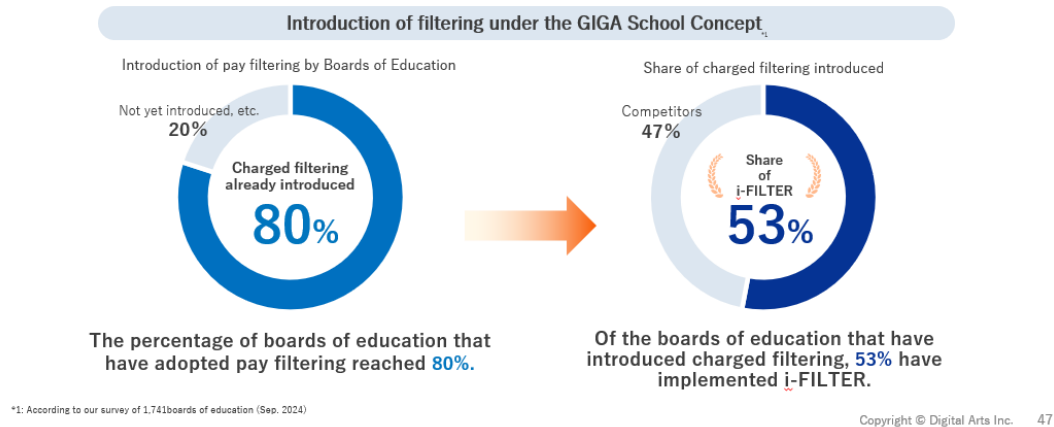 Introduction of filtering under the GIGA School Concept*1
Introduction of pay filtering by Boards of Education
Not yet introduced, etc.
20%
Charged filtering
already introduced
80%
The percentage of boards of education that
have adopted pay filtering reached 80%.
Share of charged filtering introduced
Competitors
47%
Share
of
i-FILTER
53%
Of the boards of education that have
introduced charged filtering, 53% have
implemented i-FILTER.
*1: According to our survey of 1,741boards of education (Sep. 2024)
Copyright © Digital Arts Inc. 47